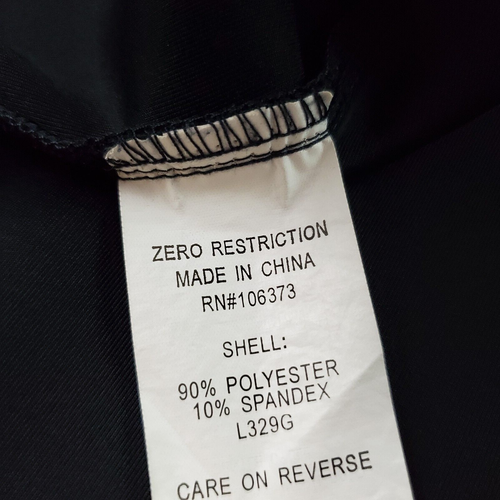 ZERO RESTRICTION
MADE IN CHINA
RN#106373
SHELL:
90% POLYESTER
10% SPANDEX
L329G
CARE ON REVERSE